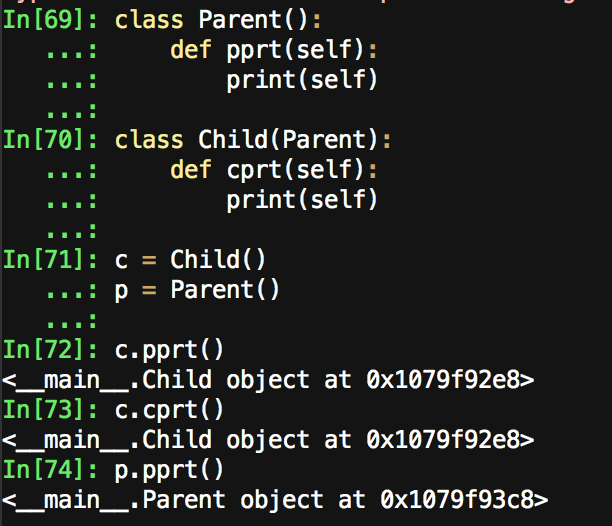 In[69]: class Parent():
   ...:     def pprt(self):
   ...:         print(self)
   ...:
In[70]: class Child(Parent):
   ...:     def cprt(self):
   ...:         print(self)
   ...:
In[71]: c = Child()
   ...: p = Parent()
   ...:
In[72]: c.pprt()
<__main__.Child object at 0x1079f92e8>
In[73]: c.cprt()
<__main__.Child object at 0x1079f92e8>
In[74]: p.pprt()
<__main__.Parent object at 0x1079f93c8>